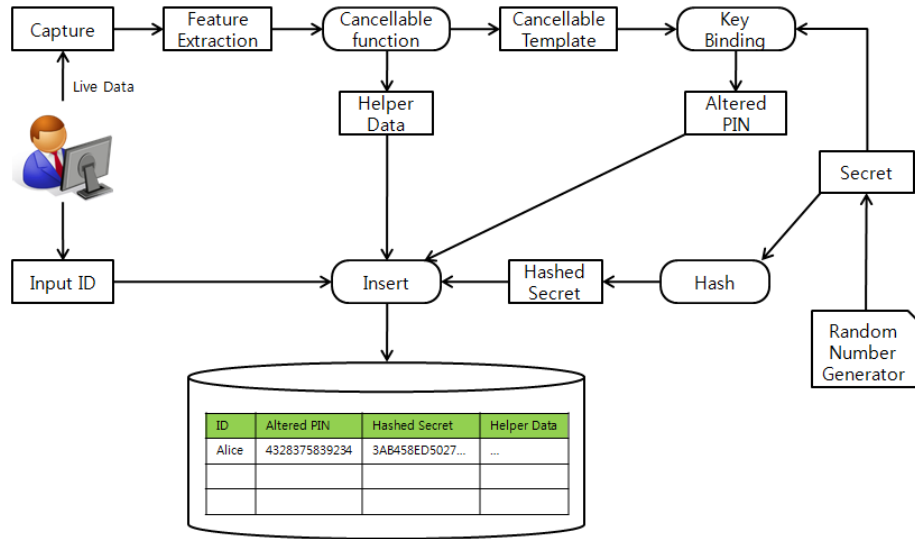 Capture
Feature
Extraction
Cancellable
function
Cancellable
Template
Key
Binding
Live Data
Helper
Data
Altered
PIN
Secret
Input ID
Insert
Hashed
Secret
Hash
Random
Number
Generator
ID Altered PIN Hashed Secret Helper Data
Alice 4328375839234 3AB458ED5027... ...